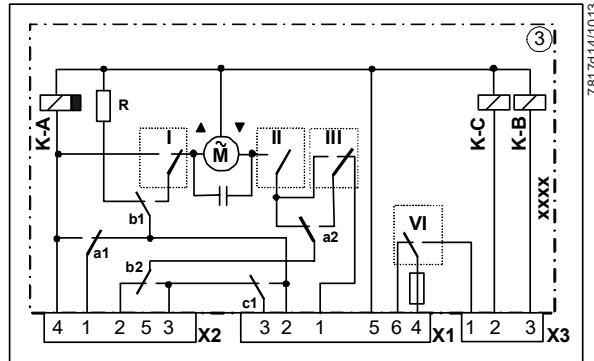 3
7817d14/1013
K-A
R
I
M
~
II
III
K-C
K-B
xxxx
b1
a1
b2
a2
c1
VI
4 1 2 5 3 X2 3 2 1 5 6 4 X1 1 2 3 X3